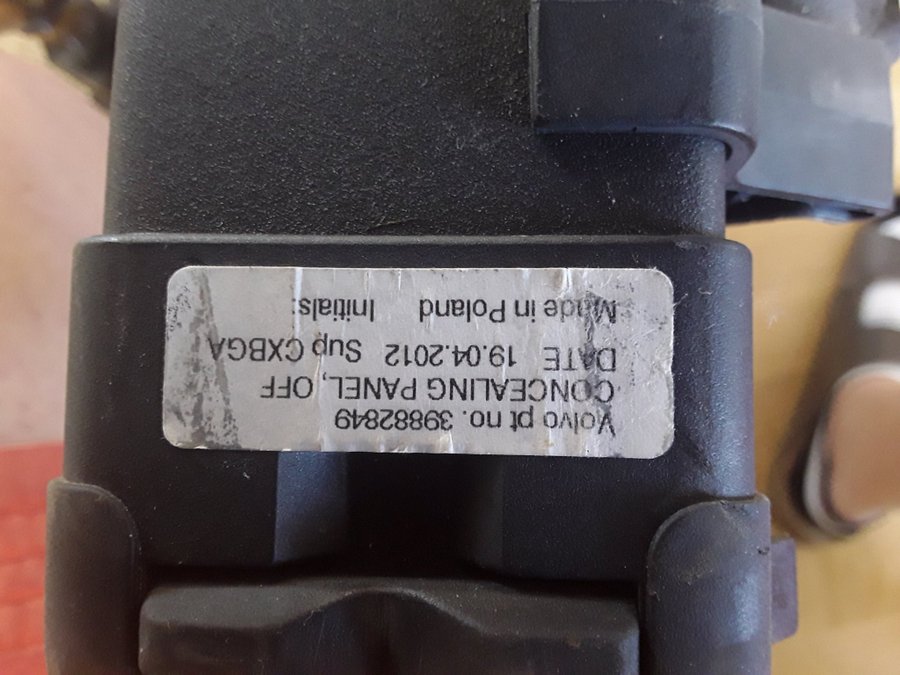 Volvo pt no. 39882849
CONCEALING PANEL, OFF
DATE 19.04.2012 Sup CXBGA
Made in Poland Initials: